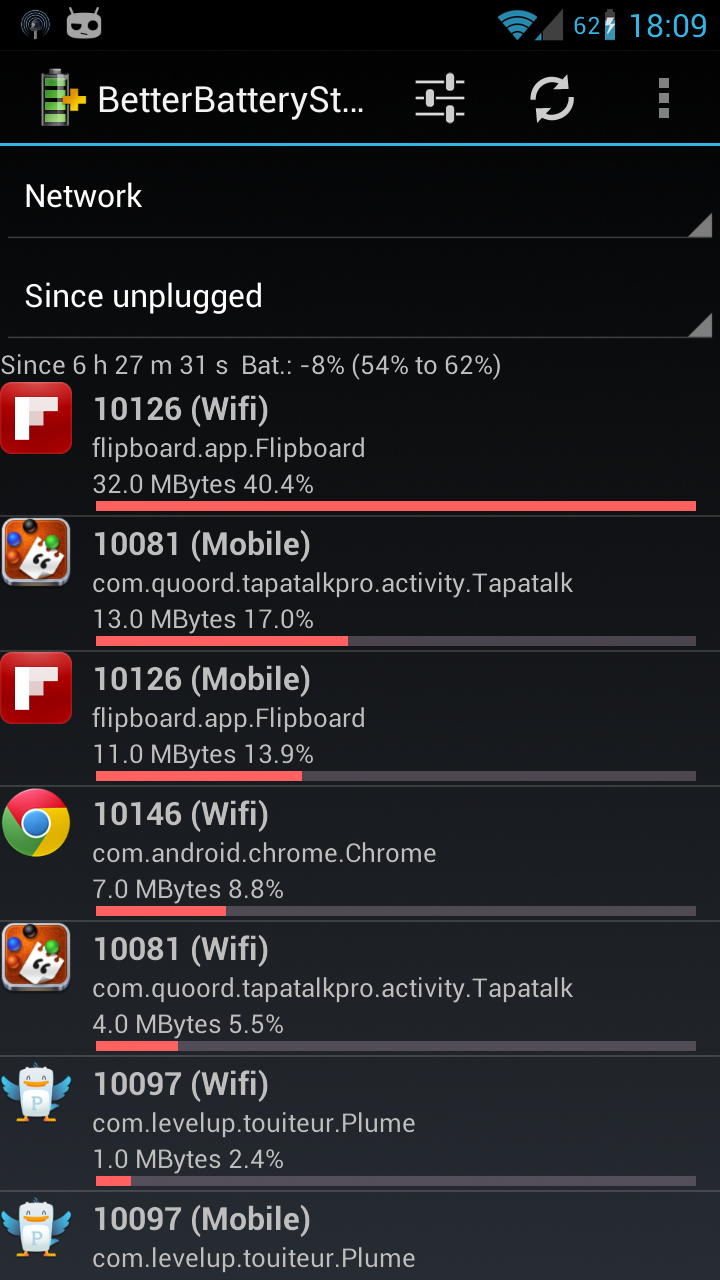 62 18:09
BetterBatterySt...
Network
Since unplugged
Since 6 h 27 m 31 s  Bat.: -8% (54% to 62%)
10126 (Wifi)
flipboard.app.Flipboard
32.0 MBytes 40.4%
10081 (Mobile)
com.quoord.tapatalkpro.activity.Tapatalk
13.0 MBytes 17.0%
10126 (Mobile)
flipboard.app.Flipboard
11.0 MBytes 13.9%
10146 (Wifi)
com.android.chrome.Chrome
7.0 MBytes 8.8%
10081 (Wifi)
com.quoord.tapatalkpro.activity.Tapatalk
4.0 MBytes 5.5%
10097 (Wifi)
com.levelup.touiteur.Plume
1.0 MBytes 2.4%
10097 (Mobile)
com.levelup.touiteur.Plume